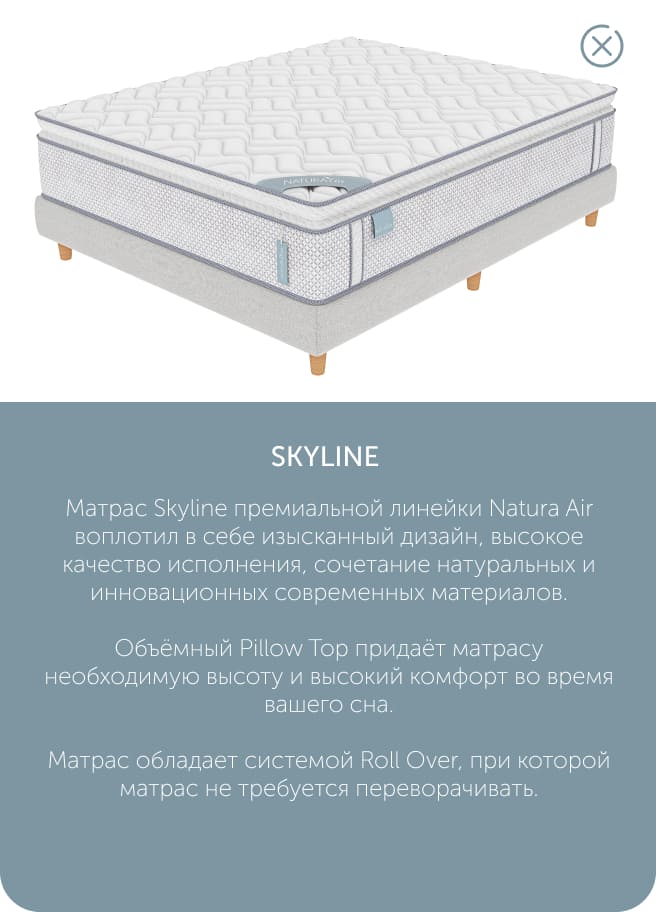 NATURA AIR
SKYLINE
Матрас Skyline премиальной линейки Natura Air
воплотил в себе изысканный дизайн, высокое
качество исполнения, сочетание натуральных и
инновационных современных материалов.
Объёмный Pillow Top придаёт матрасу
необходимую высоту и высокий комфорт во время
вашего сна.
Матрас обладает системой Roll Over, при которой
матрас не требуется переворачивать.